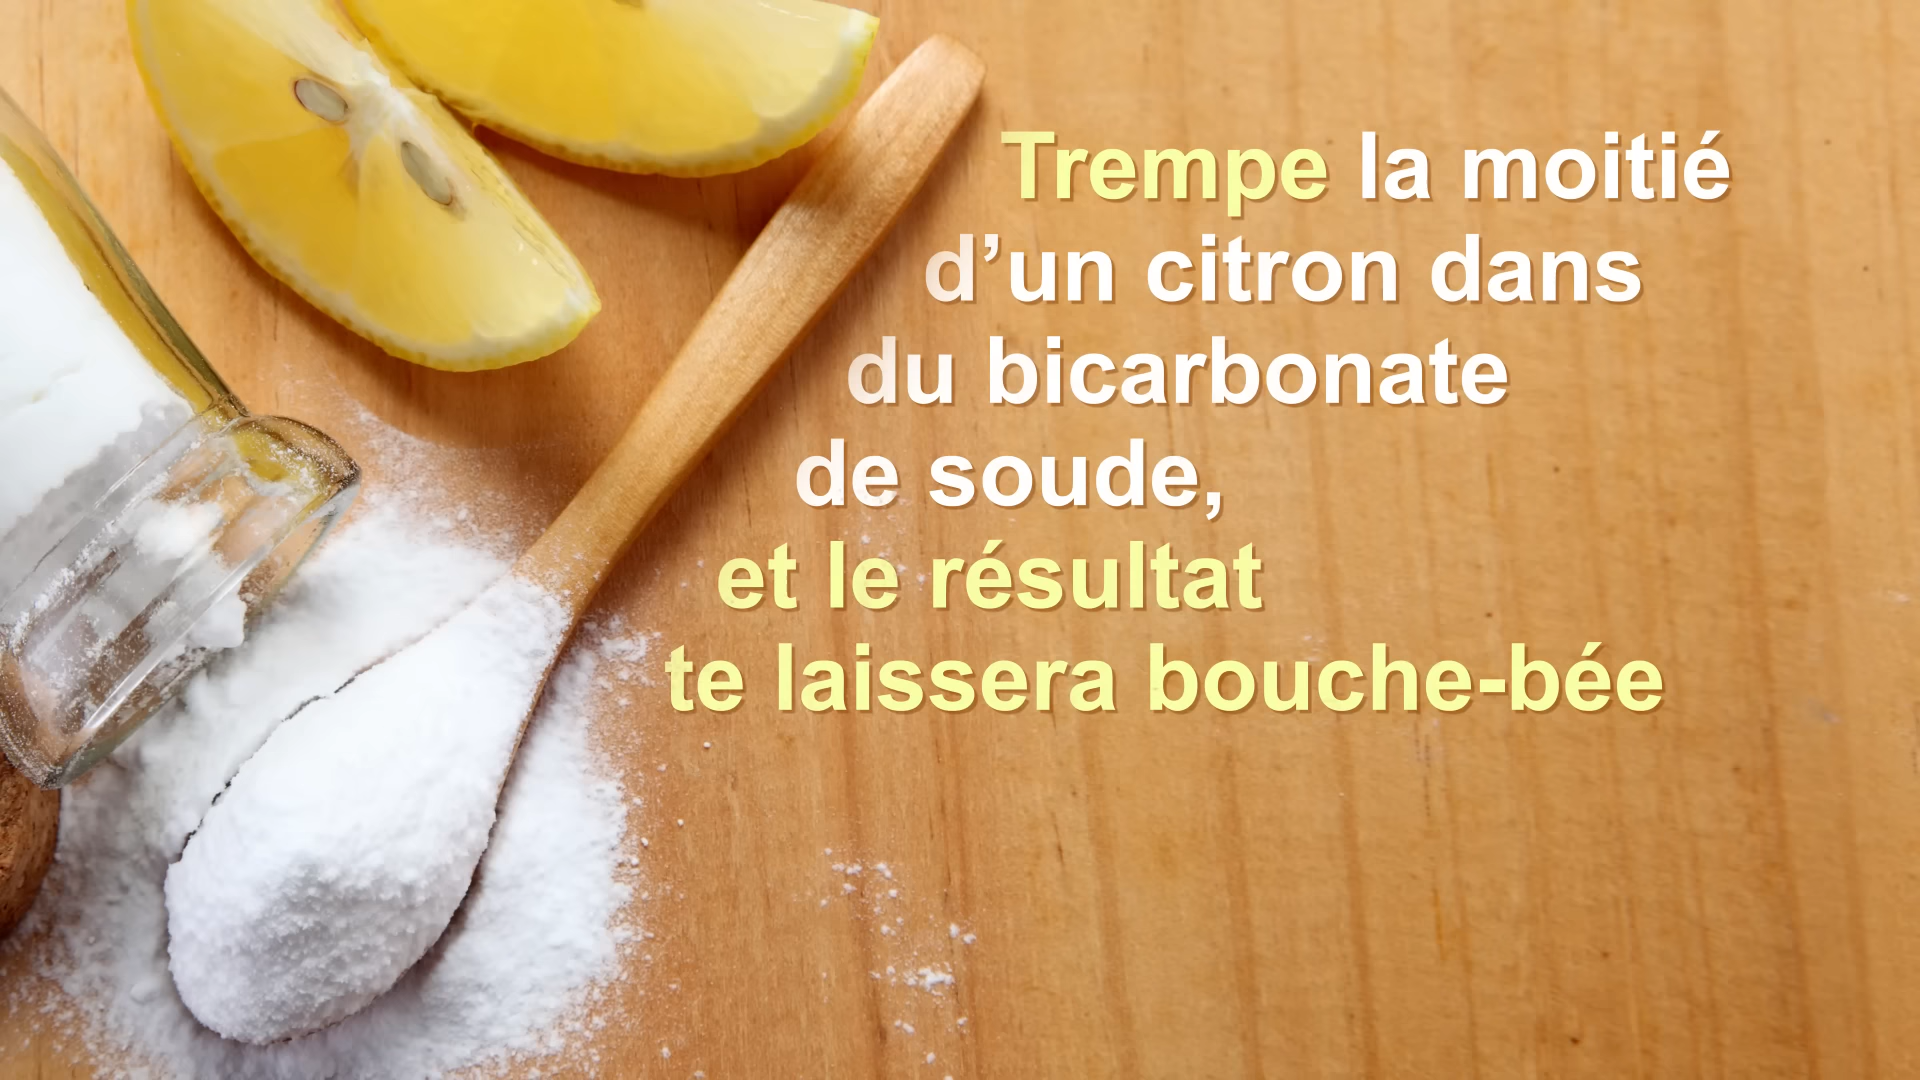 Trempe la moitié
d’un citron dans
du bicarbonate
de soude,
et le résultat
te laissera bouche-bée